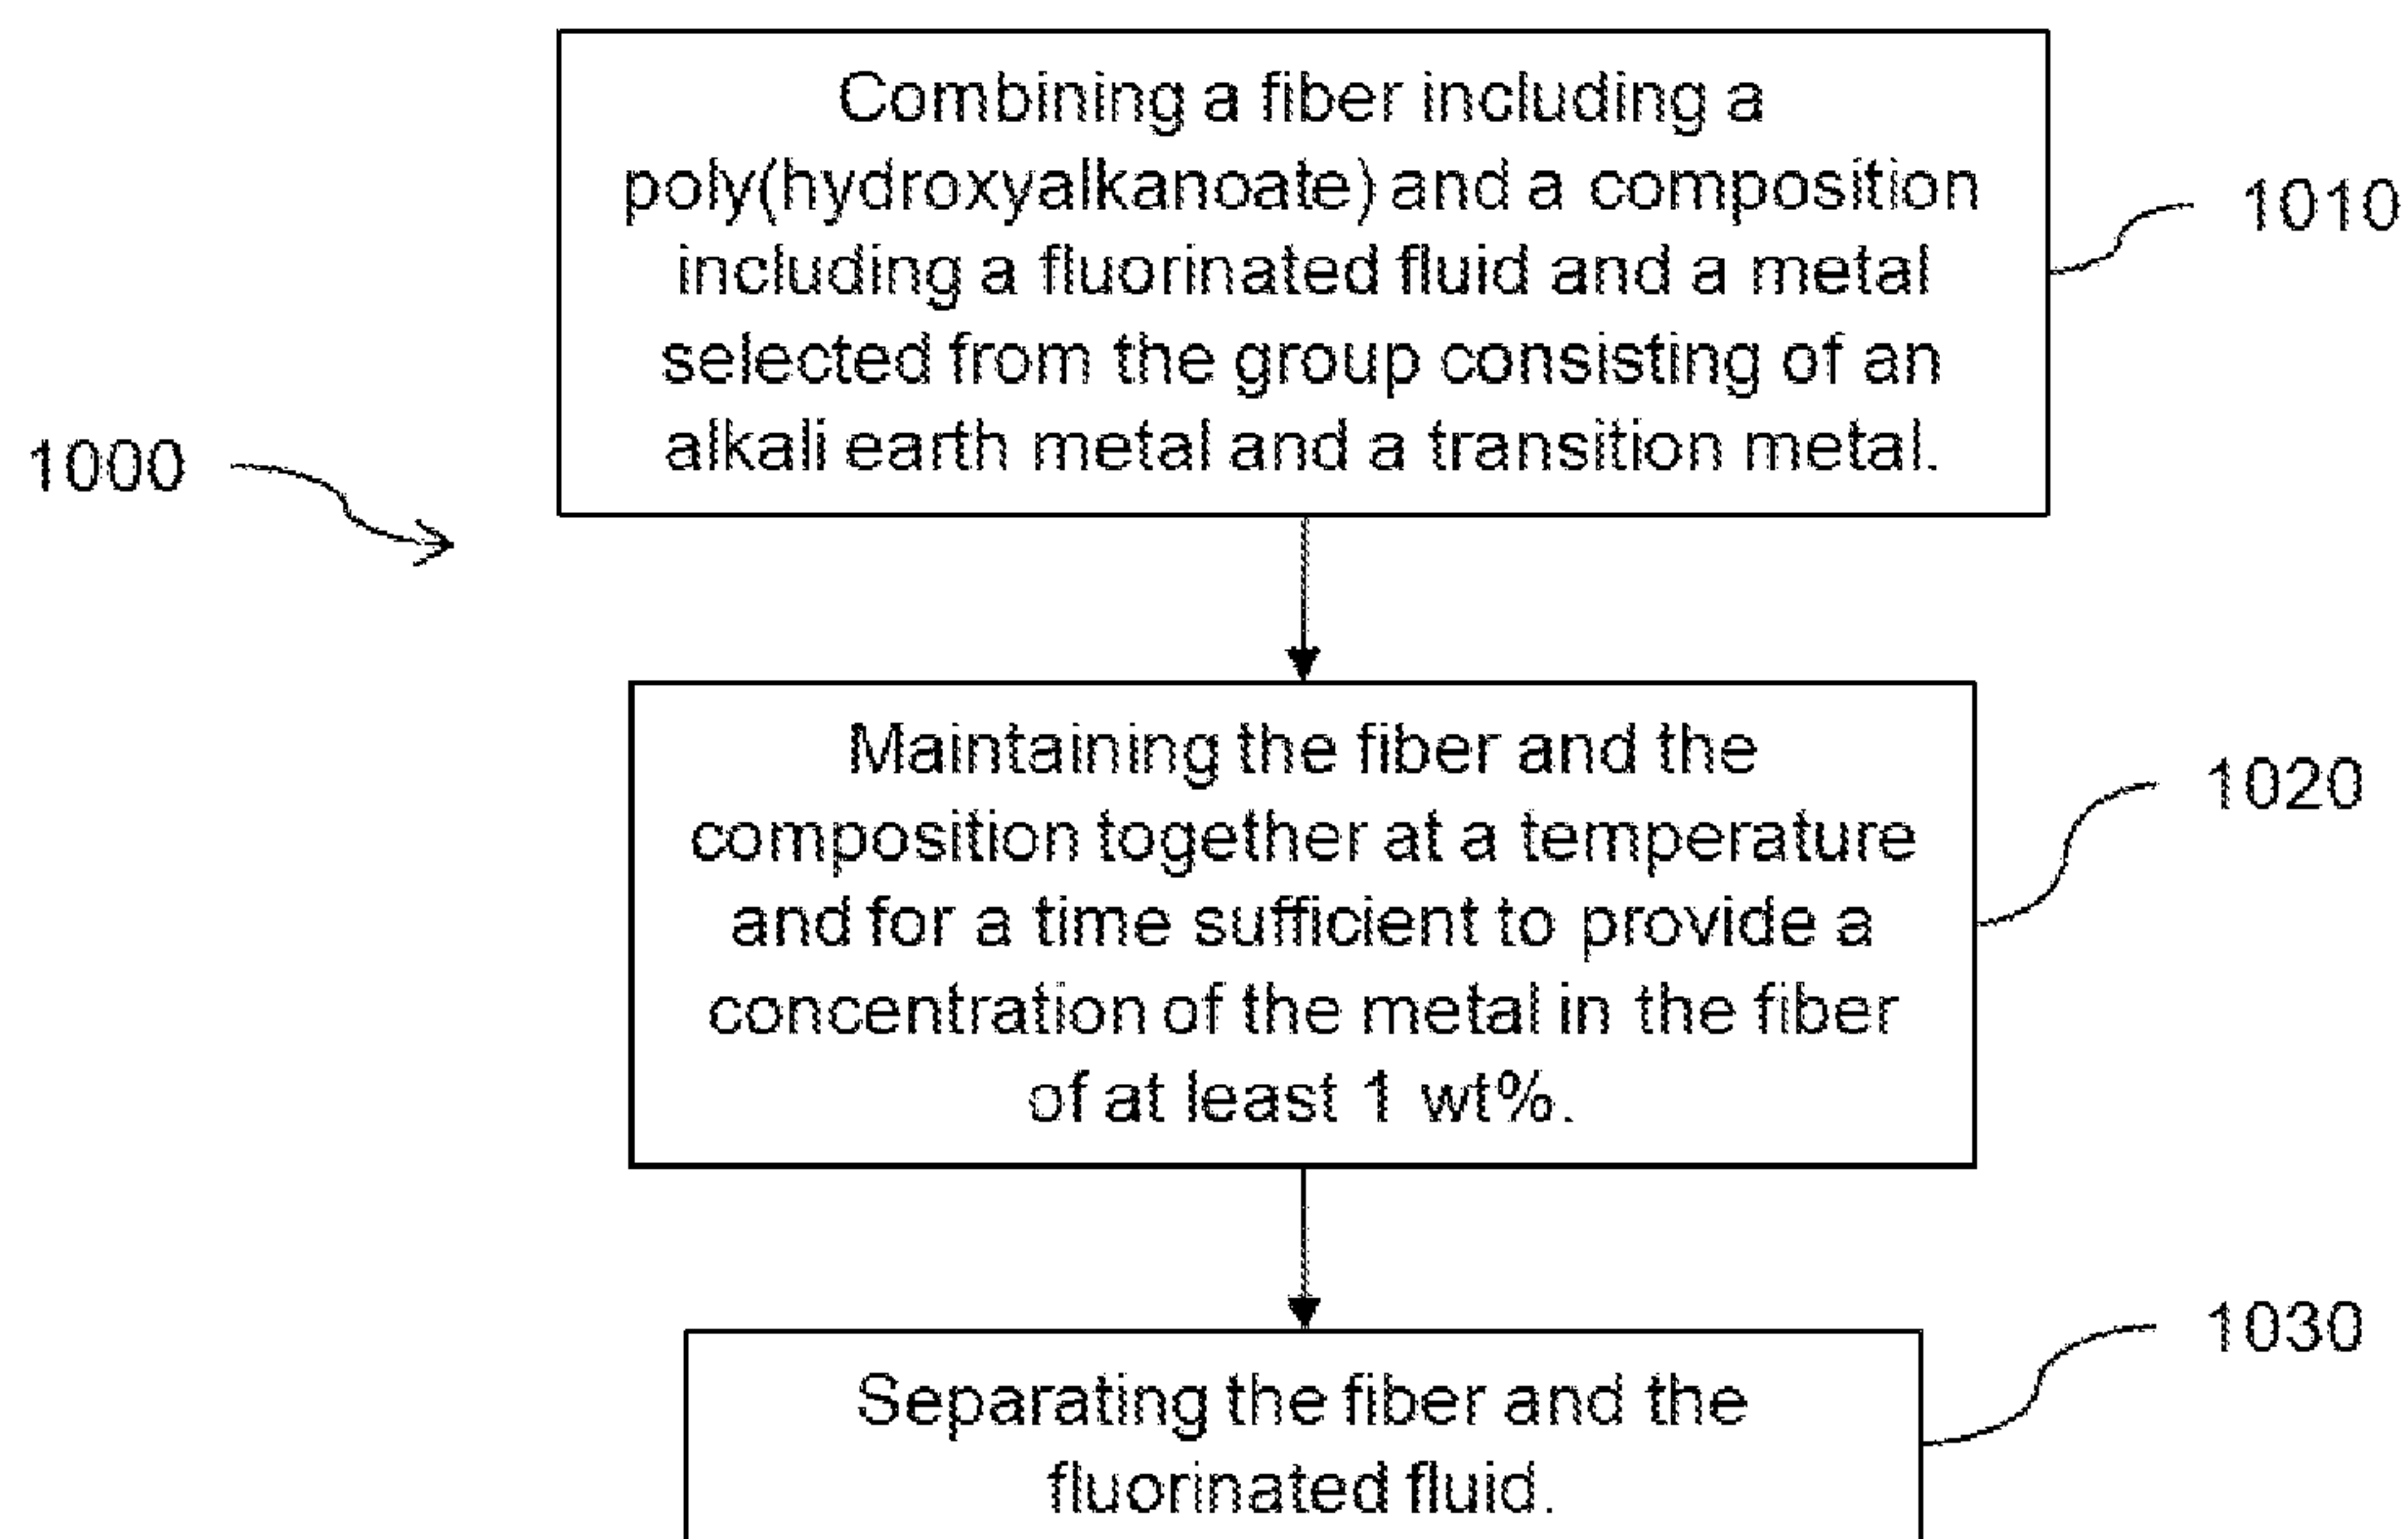 Combining a fiber including a
poly(hydroxyalkanoate) and a composition
including a fluorinated fluid and a metal
selected from the group consisting of an
alkali earth metal and a transition metal.
1010
1000
Maintaining the fiber and the
composition together at a temperature
and for a time sufficient to provide a
concentration of the metal in the fiber
of at least 1 wt%.
1020
Separating the fiber and the
fluorinated fluid.
1030